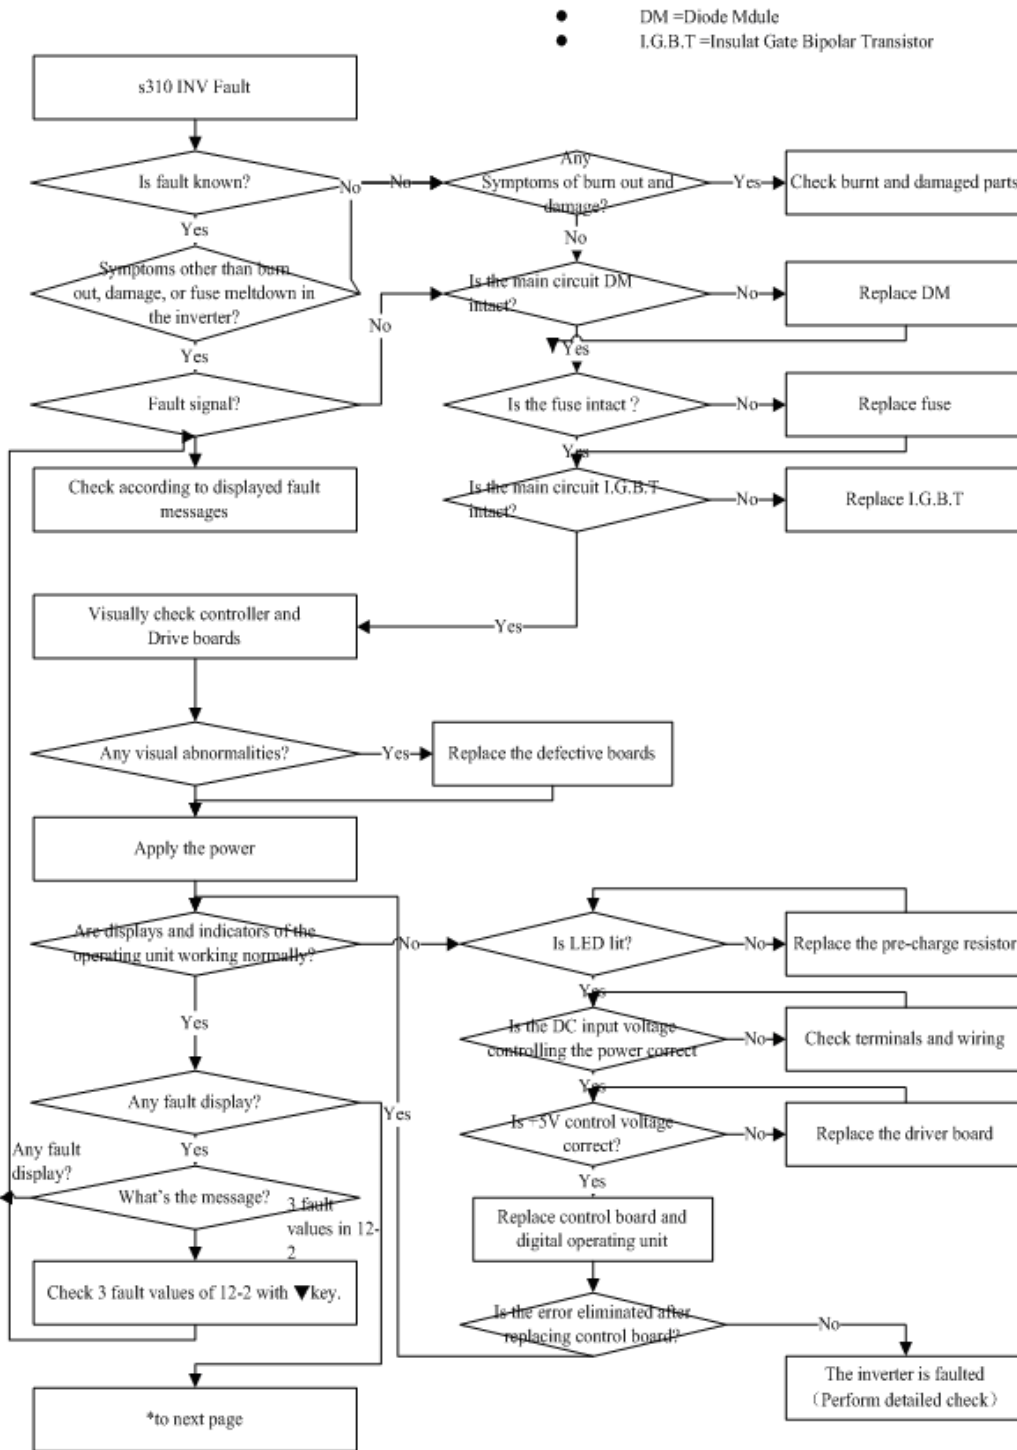 ● DM =Diode Mdule
● I.G.B.T =Insulat Gate Bipolar Transistor
s310 INV Fault
Is fault known?
No
No
Any
Symptoms of burn out and
damage?
Yes
Check burnt and damaged parts
Yes
No
Symptoms other than burn
out, damage, or fuse meltdown in
the inverter?
Is the main circuit DM
intact?
No
Replace DM
No
Yes
Yes
Fault signal?
Is the fuse intact ?
No
Replace fuse
Yes
Check according to displayed fault
messages
Is the main circuit I.G.B.T
intact?
No
Replace I.G.B.T
Visually check controller and
Drive boards
Yes
Any visual abnormalities?
Yes
Replace the defective boards
Apply the power
Are displays and indicators of the
operating unit working normally?
No
Is LED lit?
No
Replace the pre-charge resistor
Yes
Yes
Is the DC input voltage
controlling the power correct
No
Check terminals and wiring
Yes
Any fault display?
Yes
Is +5V control voltage
correct?
No
Replace the driver board
Yes
Any fault
display?
Yes
What's the message?
3 fault
values in 12-
2
Replace control board and
digital operating unit
Check 3 fault values of 12-2 with ▼key.
Is the error eliminated after
replacing control board?
No
The inverter is faulted
（Perform detailed check）
*to next page